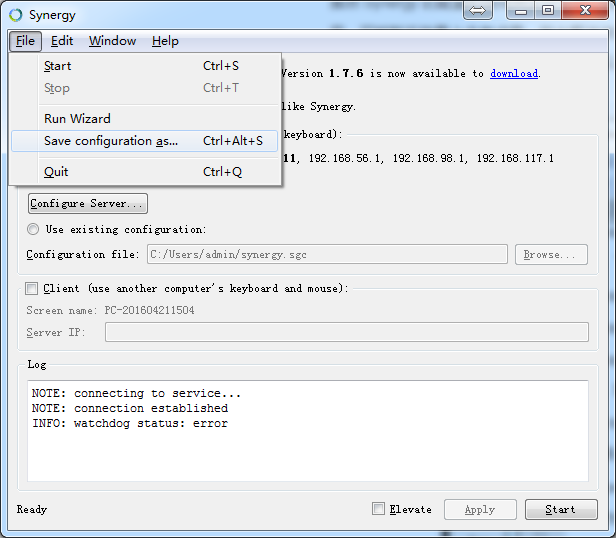 Synergy
File Edit Window Help
Start Ctrl+S
Stop Ctrl+T
Run Wizard
Save configuration as... Ctrl+Alt+S
Quit Ctrl+Q
Version 1.7.6 is now available to download.
like Synergy.
keyboard):
11, 192.168.56.1, 192.168.98.1, 192.168.117.1
Configure Server...
Use existing configuration:
Configuration file: C:/Users/admin/synergy.sgc Browse...
Client (use another computer's keyboard and mouse):
Screen name: PC-201604211504
Server IP:
Log
NOTE: connecting to service...
NOTE: connection established
INFO: watchdog status: error
Ready Elevate Apply Start